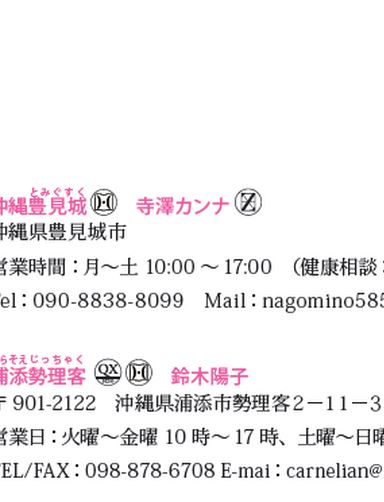 とみぐすく
沖縄豊見城 寺澤カンナ Z
沖縄県豊見城市
営業時間：月〜土 10:00 〜 17:00 （健康相談：
Tel：090-8838-8099 Mail：nagomino585
らそえじっちゃく
浦添勢理客 QX 鈴木陽子
〒901-2122 沖縄県浦添市勢理客2－11－3
営業日：火曜〜金曜 10 時〜 17 時、土曜〜日曜
TEL/FAX：098-878-6708 E-mai：carnelian@